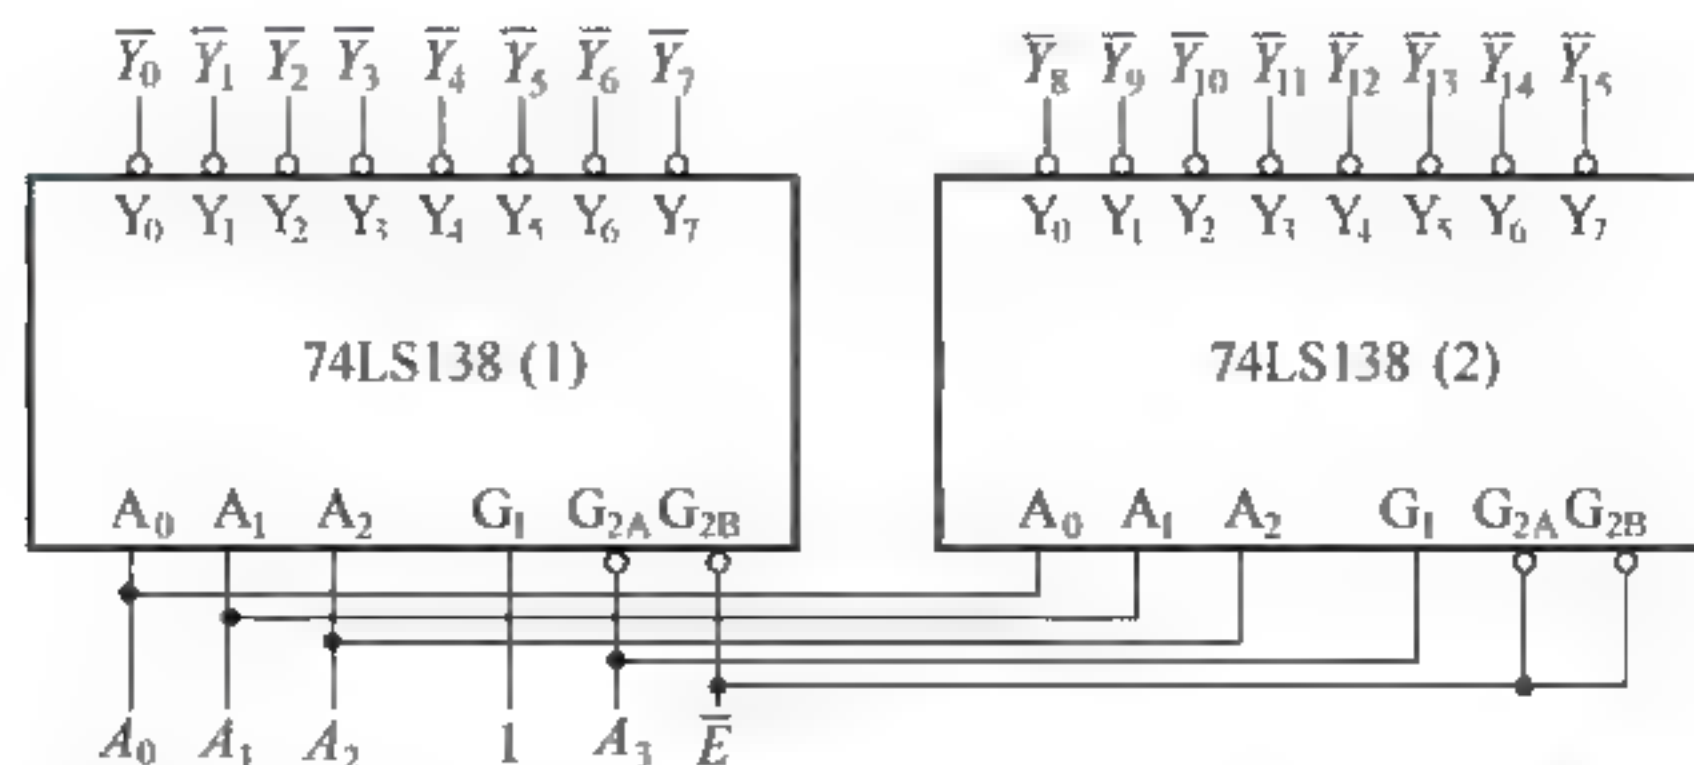 Y̅₀ Y̅₁ Y̅₂ Y̅₃ Y̅₄ Y̅₅ Y̅₆ Y̅₇ Y̅₈ Y̅₉ Y̅₁₀ Y̅₁₁ Y̅₁₂ Y̅₁₃ Y̅₁₄ Y̅₁₅
Y₀ Y₁ Y₂ Y₃ Y₄ Y₅ Y₆ Y₇ Y₀ Y₁ Y₂ Y₃ Y₄ Y₅ Y₆ Y₇
74LS138 (1) 74LS138 (2)
A₀ A₁ A₂ G₁ G₂A G₂B A₀ A₁ A₂ G₁ G₂A G₂B
A₀ A₁ A₂ 1 A₃ E̅